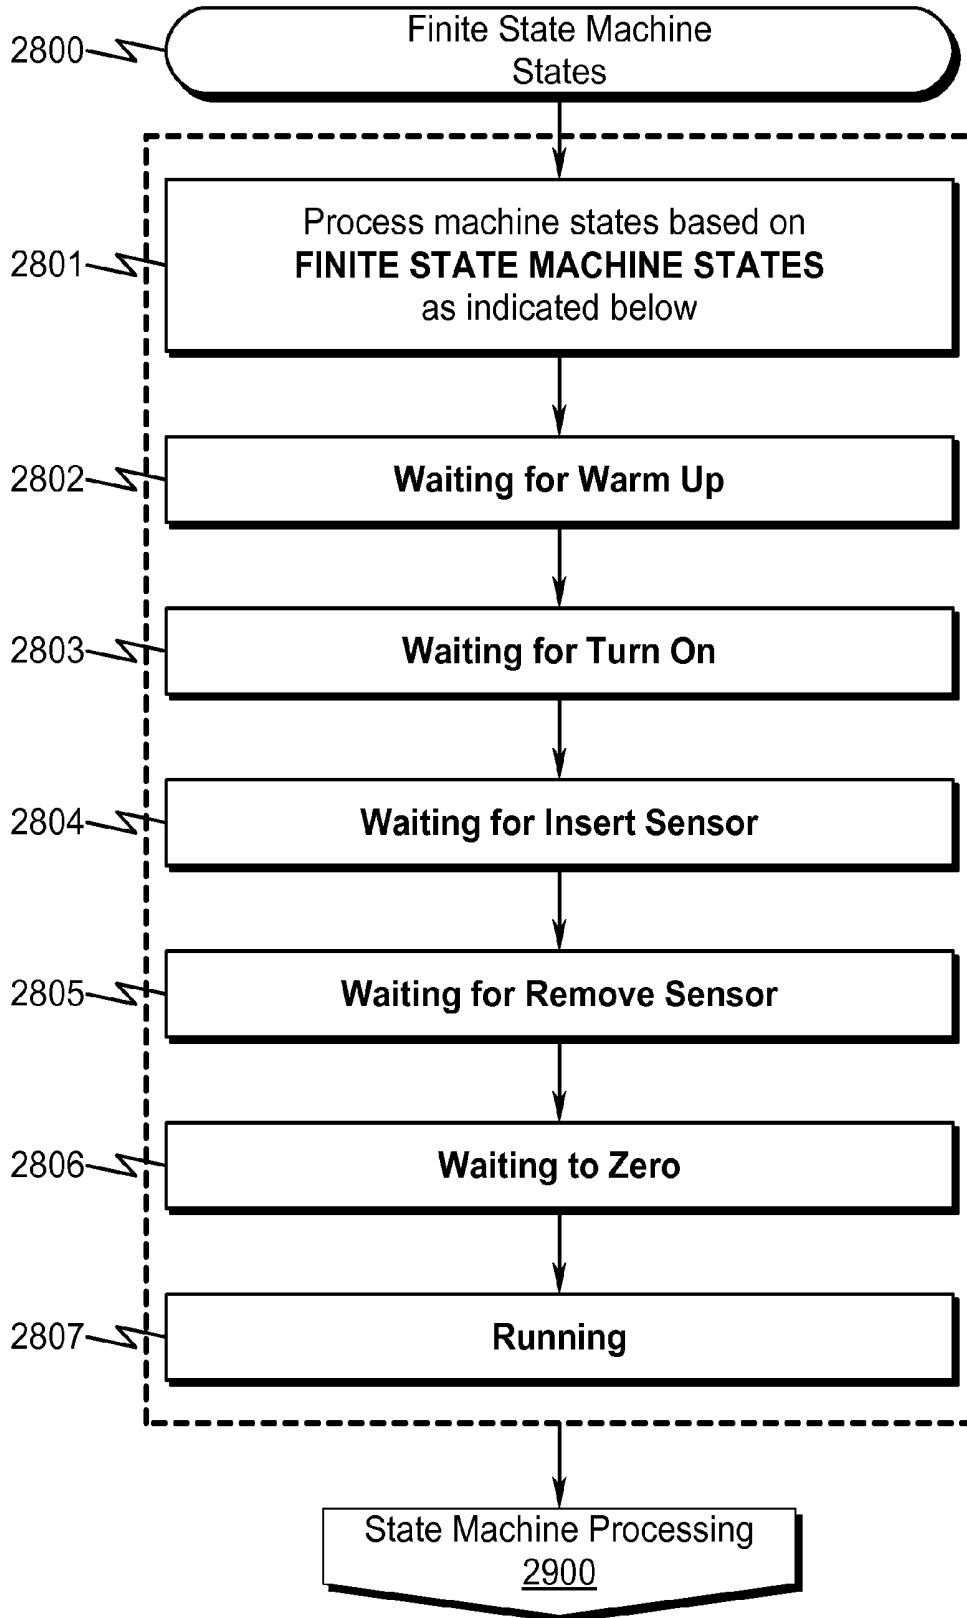 2800
Finite State Machine
States
2801
Process machine states based on
FINITE STATE MACHINE STATES
as indicated below
2802
Waiting for Warm Up
2803
Waiting for Turn On
2804
Waiting for Insert Sensor
2805
Waiting for Remove Sensor
2806
Waiting to Zero
2807
Running
State Machine Processing
2900